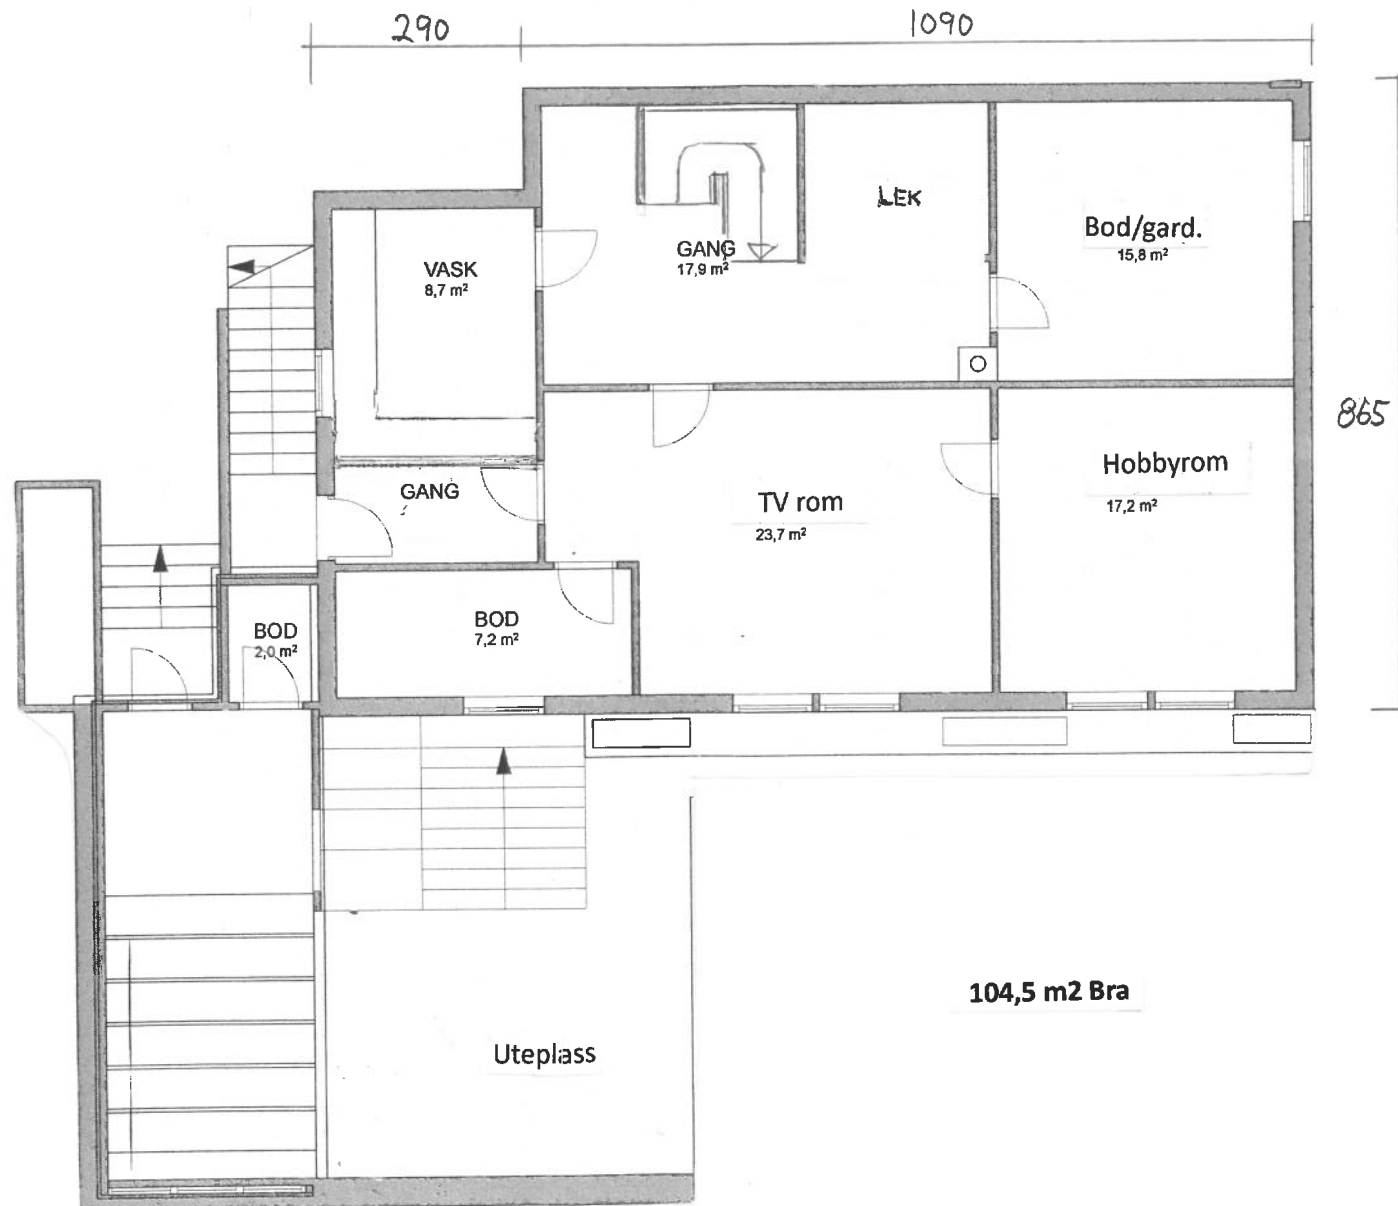 290
1090
LEK
Bod/gard.
15,8 m²
GANG
17,9 m²
VASK
8,7 m²
865
Hobbyrom
17,2 m²
GANG
TV rom
23,7 m²
BOD
7,2 m²
BOD
2,0 m²
104,5 m2 Bra
Uteplass